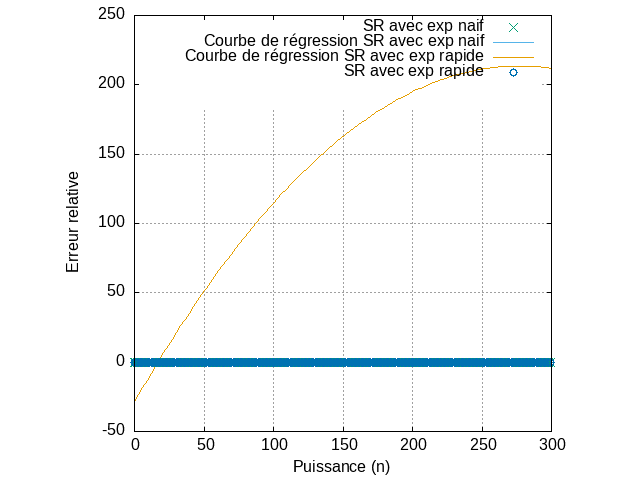 250
200
150
100
50
0
-50
0
50
100
150
200
250
300
Erreur relative
Puissance (n)
SR avec exp naif
Courbe de régression SR avec exp naif
Courbe de régression SR avec exp rapide
SR avec exp rapide